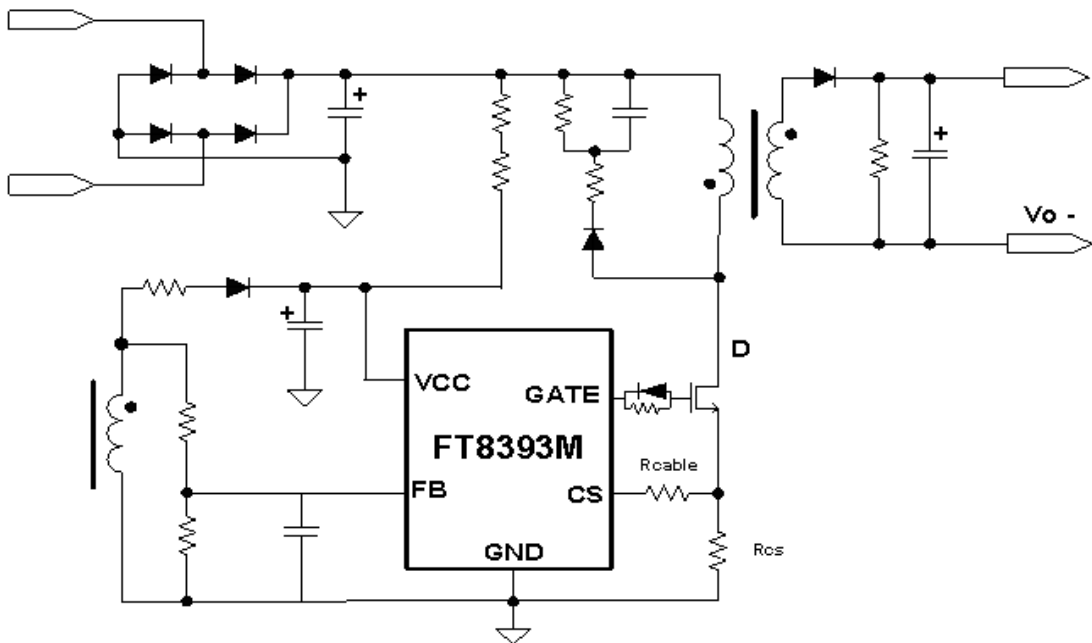 Vo -
D
VCC
GATE
FT8393M
Rcable
FB
CS
GND
Rcs
+
+
+